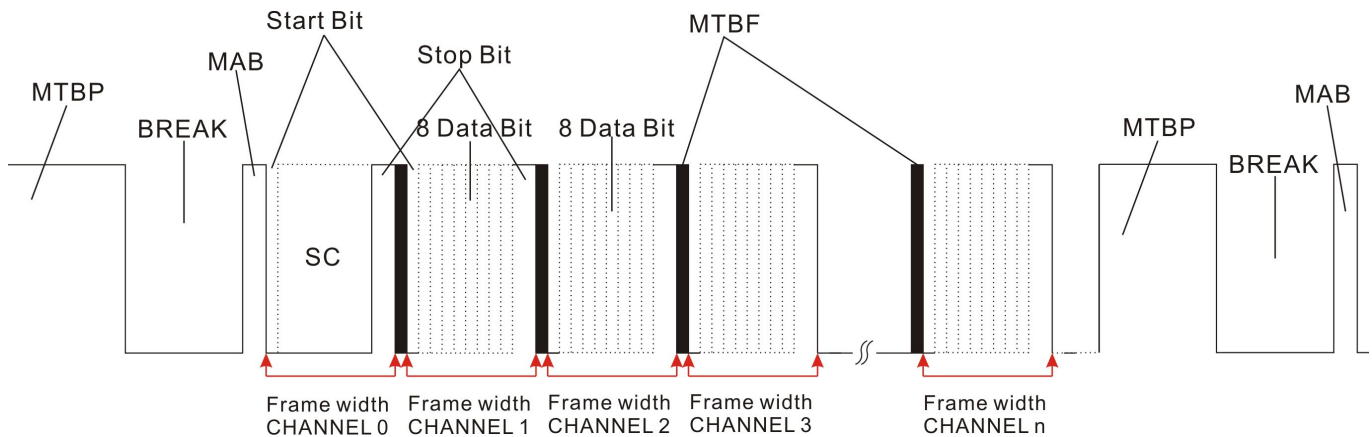 Start Bit
MTBF
MAB
Stop Bit
MTBP
MAB
BREAK
8 Data Bit
8 Data Bit
MTBP
BREAK
SC
Frame width
CHANNEL 0
Frame width
CHANNEL 1
Frame width
CHANNEL 2
Frame width
CHANNEL 3
Frame width
CHANNEL n